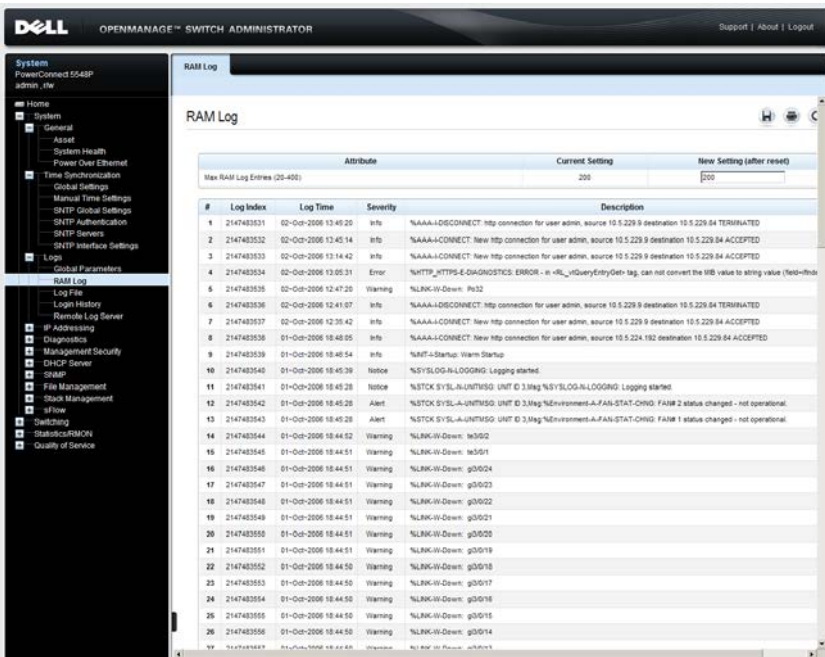 DELL OPENMANAGE™ SWITCH ADMINISTRATOR Support | About | Logout
System
PowerConnect 5548P
admin , r/w
Home
System
General
Asset
System Health
Power Over Ethernet
Time Synchronization
Global Settings
Manual Time Settings
SNTP Global Settings
SNTP Authentication
SNTP Servers
SNTP Interface Settings
Logs
Global Parameters
RAM Log
Log File
Login History
Remote Log Server
IP Addressing
Diagnostics
Management Security
DHCP Server
SNMP
File Management
Stack Management
sFlow
Switching
Statistics/RMON
Quality of Service
RAM Log
RAM Log
Attribute Current Setting New Setting (after reset)
Max RAM Log Entries (20-400) 200 200
# Log Index Log Time Severity Description
1 2147483531 02-Oct-2006 13:45:20 Info %AAA-I-DISCONNECT: http connection for user admin, source 10.5.229.9 destination 10.5.229.84 TERMINATED
2 2147483532 02-Oct-2006 13:45:14 Info %AAA-I-CONNECT: New http connection for user admin, source 10.5.229.9 destination 10.5.229.84 ACCEPTED
3 2147483533 02-Oct-2006 13:14:42 Info %AAA-I-CONNECT: New http connection for user admin, source 10.5.229.9 destination 10.5.229.84 ACCEPTED
4 2147483534 02-Oct-2006 13:05:31 Error %HTTP_HTTPS-E-DIAGNOSTICS: ERROR - in <RL_vtQueryEntryGet> tag, can not convert the MIB value to string value
5 2147483535 02-Oct-2006 12:47:20 Warning %LINK-W-Down: Po32
6 2147483536 02-Oct-2006 12:41:07 Info %AAA-I-DISCONNECT: http connection for user admin, source 10.5.229.9 destination 10.5.229.84 TERMINATED
7 2147483537 02-Oct-2006 12:35:42 Info %AAA-I-CONNECT: New http connection for user admin, source 10.5.229.9 destination 10.5.229.84 ACCEPTED
8 2147483538 01-Oct-2006 18:48:05 Info %AAA-I-CONNECT: New http connection for user admin, source 10.5.224.192 destination 10.5.229.84 ACCEPTED
9 2147483539 01-Oct-2006 18:46:54 Info %INIT-I-Startup: Warm Startup
10 2147483540 01-Oct-2006 18:45:39 Notice %SYSLOG-N-LOGGING: Logging started.
11 2147483541 01-Oct-2006 18:45:28 Notice %STCK SYSL-N-UNITMSG: UNIT ID 3,Msg:%SYSLOG-N-LOGGING: Logging started.
12 2147483542 01-Oct-2006 18:45:28 Alert %STCK SYSL-A-UNITMSG: UNIT ID 3,Msg:%Environment-A-FAN-STAT-CHNG: FAN# 2 status changed - not operational.
13 2147483543 01-Oct-2006 18:45:28 Alert %STCK SYSL-A-UNITMSG: UNIT ID 3,Msg:%Environment-A-FAN-STAT-CHNG: FAN# 1 status changed - not operational.
14 2147483544 01-Oct-2006 18:44:52 Warning %LINK-W-Down: te3/0/2
15 2147483545 01-Oct-2006 18:44:51 Warning %LINK-W-Down: te3/0/1
16 2147483546 01-Oct-2006 18:44:51 Warning %LINK-W-Down: gi3/0/24
17 2147483547 01-Oct-2006 18:44:51 Warning %LINK-W-Down: gi3/0/23
18 2147483548 01-Oct-2006 18:44:51 Warning %LINK-W-Down: gi3/0/22
19 2147483549 01-Oct-2006 18:44:51 Warning %LINK-W-Down: gi3/0/21
20 2147483550 01-Oct-2006 18:44:51 Warning %LINK-W-Down: gi3/0/20
21 2147483551 01-Oct-2006 18:44:51 Warning %LINK-W-Down: gi3/0/19
22 2147483552 01-Oct-2006 18:44:50 Warning %LINK-W-Down: gi3/0/18
23 2147483553 01-Oct-2006 18:44:50 Warning %LINK-W-Down: gi3/0/17
24 2147483554 01-Oct-2006 18:44:50 Warning %LINK-W-Down: gi3/0/16
25 2147483555 01-Oct-2006 18:44:50 Warning %LINK-W-Down: gi3/0/15
26 2147483556 01-Oct-2006 18:44:50 Warning %LINK-W-Down: gi3/0/14